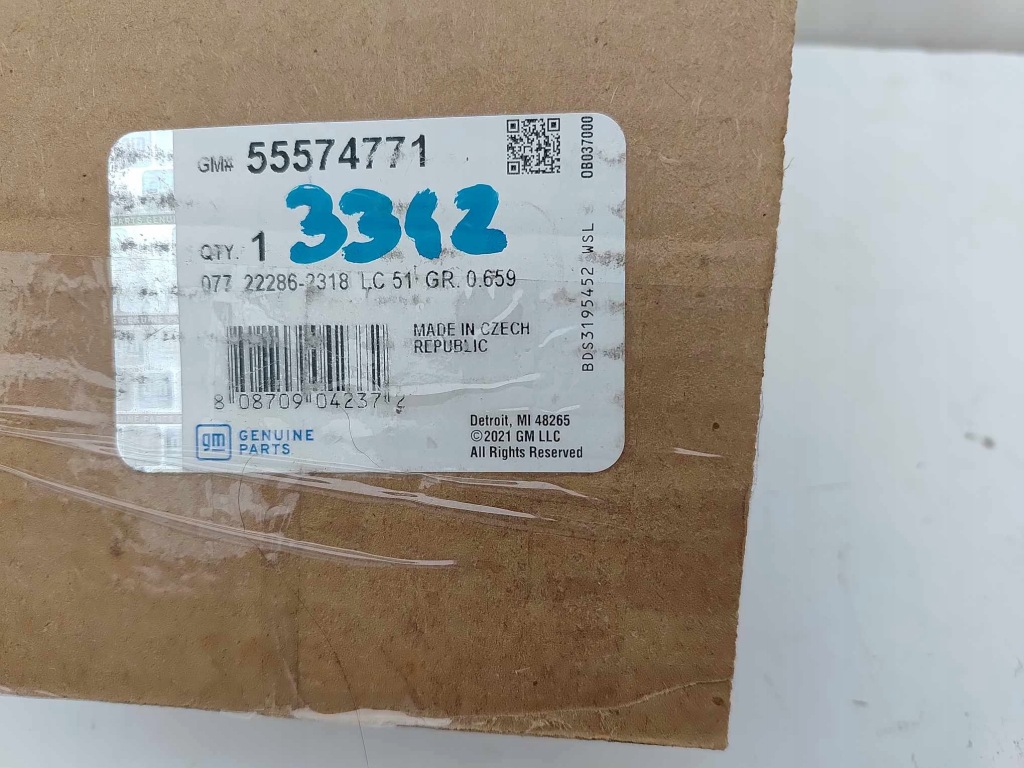 GM# 55574771
3342
QTY. 1
077 22286-2318 LC 51 GR. 0.659
MADE IN CZECH
REPUBLIC
8 08709 04237
gm GENUINE
PARTS
Detroit, MI 48265
©2021 GM LLC
All Rights Reserved
0B037000
BDS3195452 WSL